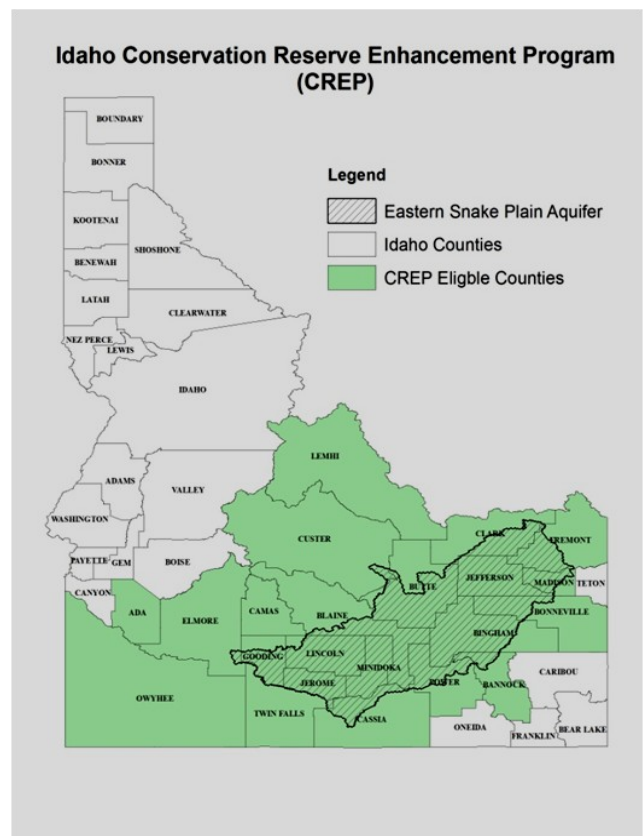 Idaho Conservation Reserve Enhancement Program
(CREP)
Legend
Eastern Snake Plain Aquifer
Idaho Counties
CREP Eligble Counties
BOUNDARY
BONNER
KOOTENAI
SHOSHONE
BENEWAH
LATAH
CLEARWATER
NEZ PERCE
LEWIS
IDAHO
LEMHI
ADAMS
VALLEY
WASHINGTON
CUSTER
CLARK
FREMONT
PAYETTE
GEM
BOISE
JEFFERSON
MADISON
TETON
BUTTE
CANYON
ADA
ELMORE
CAMAS
BLAINE
BONNEVILLE
BINGHAM
GOODING
LINCOLN
MINIDOKA
CARIBOU
JEROME
POWER
BANNOCK
OWYHEE
TWIN FALLS
CASSIA
ONEIDA
FRANKLIN
BEAR LAKE